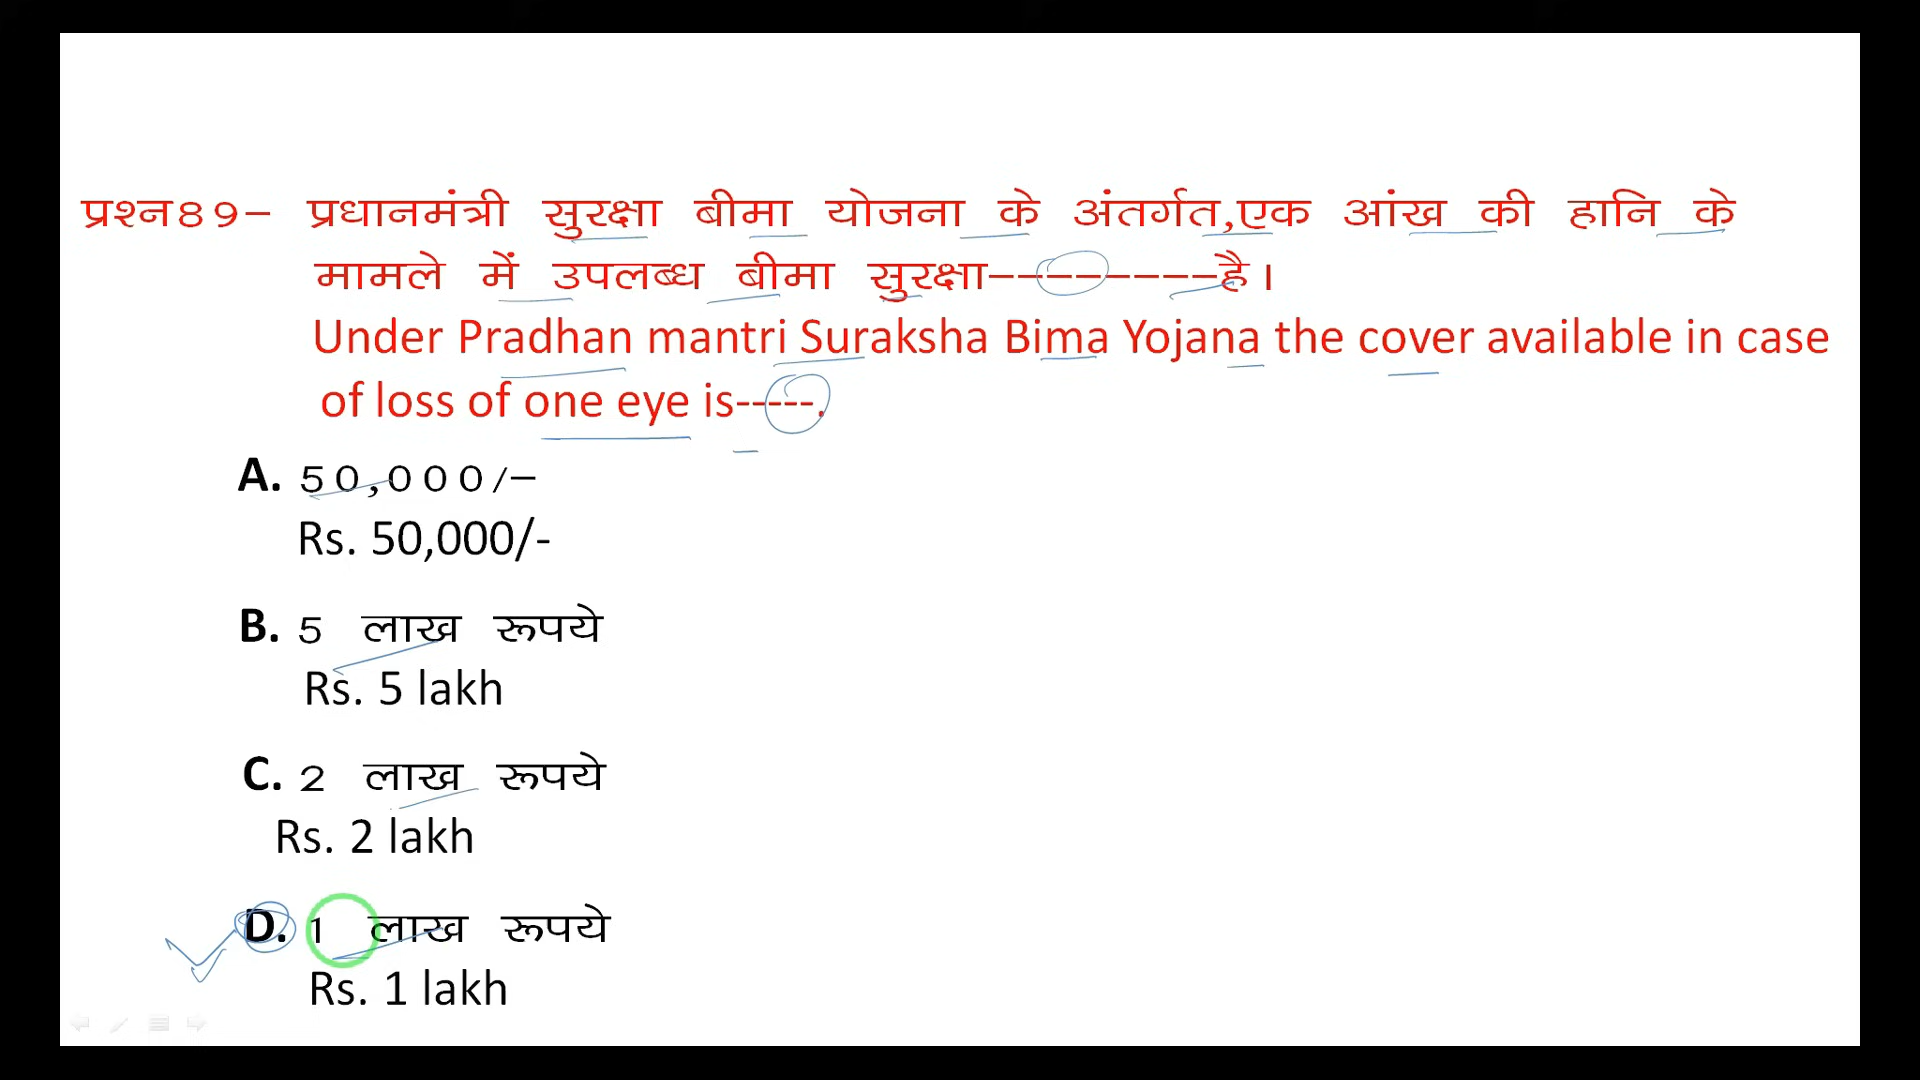 प्रश्न89– प्रधानमंत्री सुरक्षा बीमा योजना के अंतर्गत,एक आंख की हानि के
मामले में उपलब्ध बीमा सुरक्षा––––––––है।
Under Pradhan mantri Suraksha Bima Yojana the cover available in case
of loss of one eye is-----.
A. 50,000/–
Rs. 50,000/-
B. 5 लाख रूपये
Rs. 5 lakh
C. 2 लाख रूपये
Rs. 2 lakh
D. 1 लाख रूपये
Rs. 1 lakh